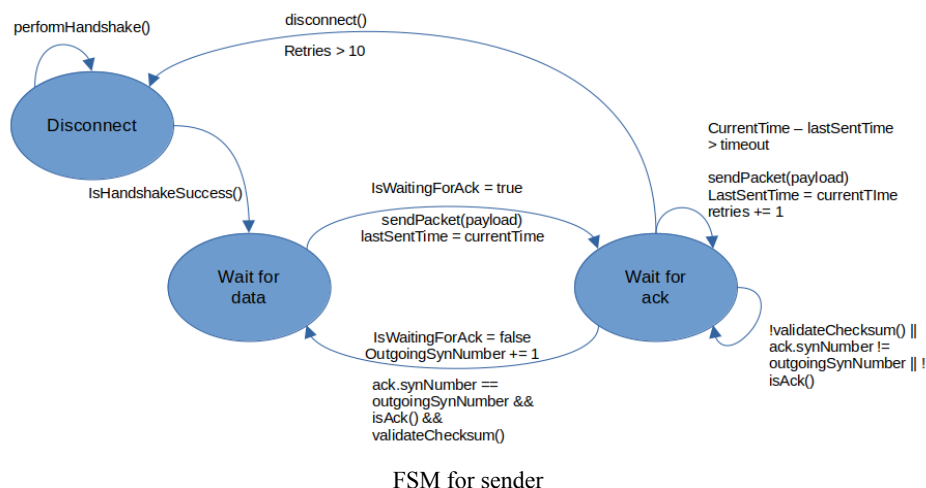 performHandshake()
disconnect()
Retries > 10
Disconnect
IsHandshakeSuccess()
IsWaitingForAck = true
sendPacket(payload)
lastSentTime = currentTime
CurrentTime – lastSentTime
> timeout
sendPacket(payload)
LastSentTime = currentTIme
retries += 1
Wait for
data
Wait for
ack
IsWaitingForAck = false
OutgoingSynNumber += 1
ack.synNumber ==
outgoingSynNumber &&
isAck() &&
validateChecksum()
!validateChecksum() ||
ack.synNumber !=
outgoingSynNumber || !
isAck()
FSM for sender